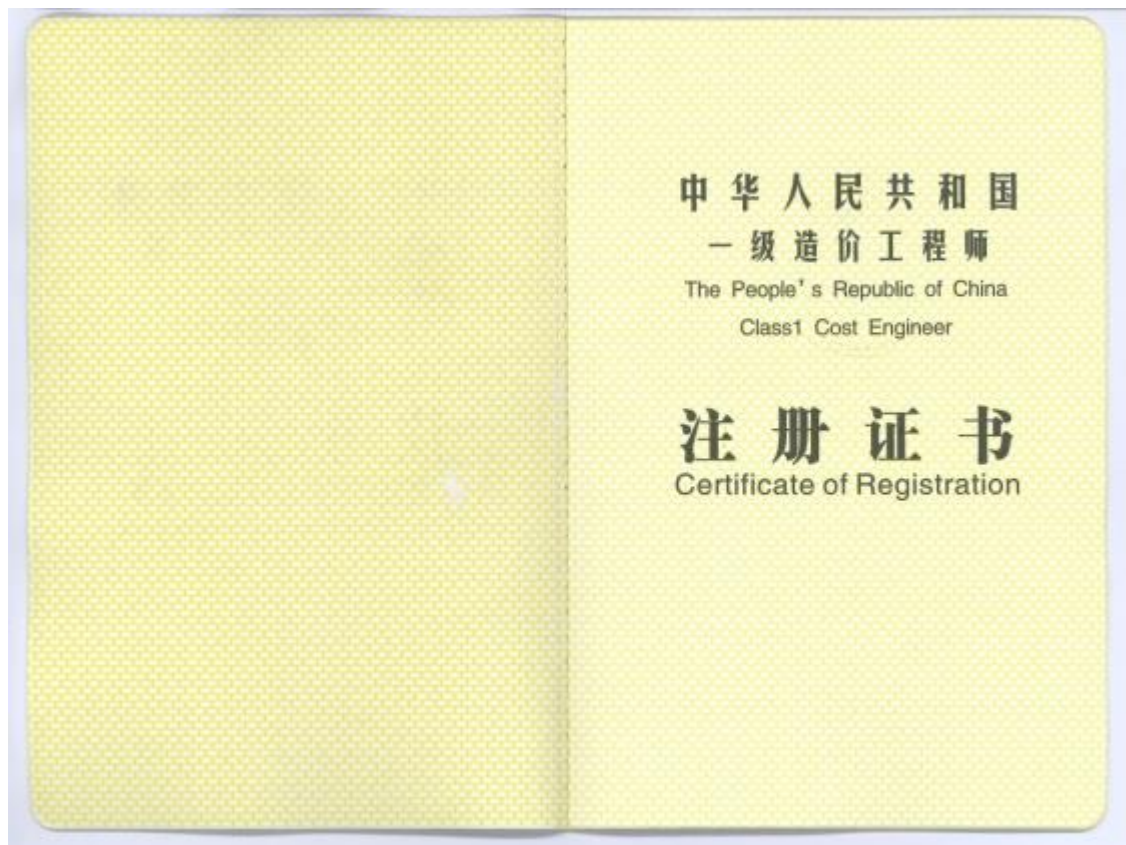 中华人民共和国
一级造价工程师
The People's Republic of China
Class1 Cost Engineer
注册证书
Certificate of Registration